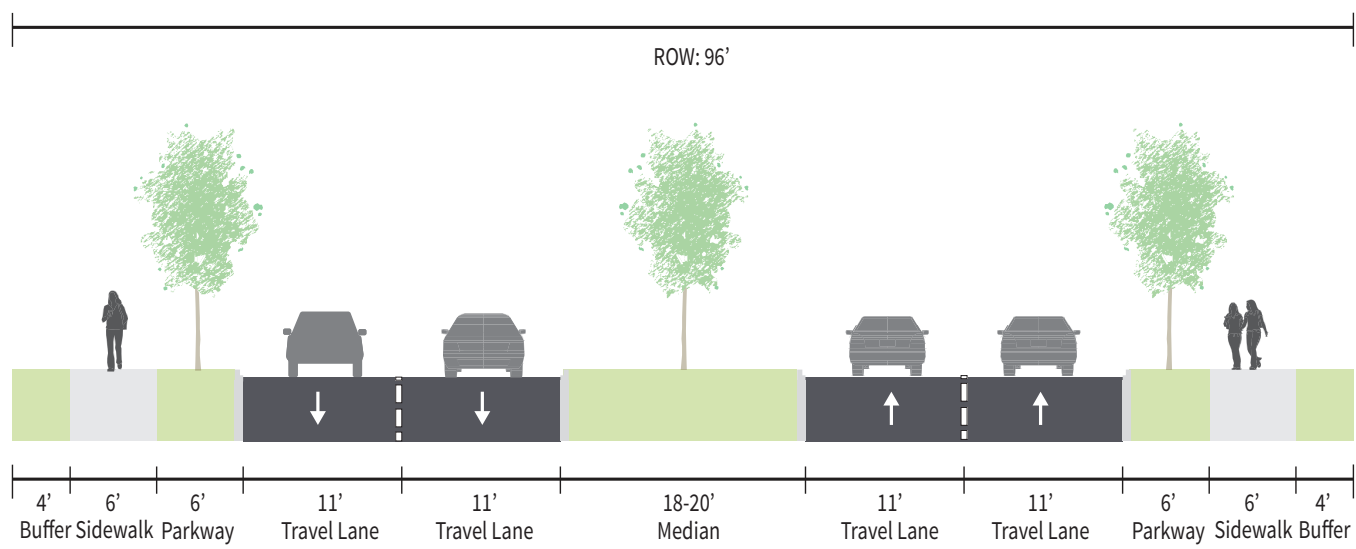 ROW: 96’
4’ 6’ 6’ 11’ 11’ 18-20’ 11’ 11’ 6’ 6’ 4’
Buffer Sidewalk Parkway Travel Lane Travel Lane Median Travel Lane Travel Lane Parkway Sidewalk Buffer